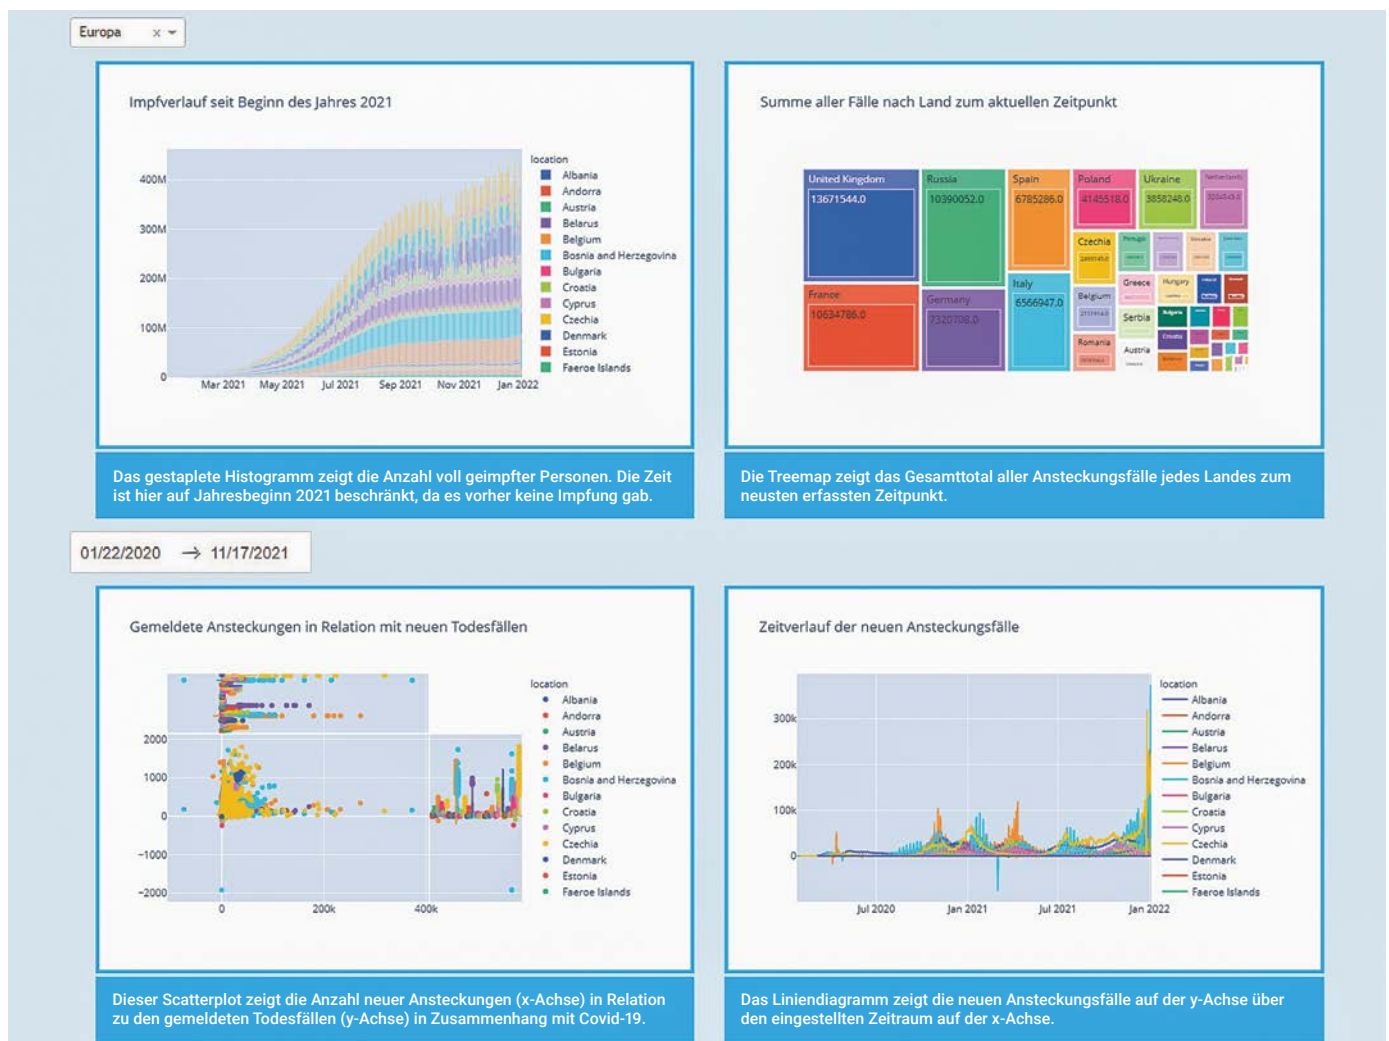 Europa
Impfverlauf seit Beginn des Jahres 2021
400M
300M
200M
100M
0
Mar 2021
May 2021
Jul 2021
Sep 2021
Nov 2021
Jan 2022
location
Albania
Andorra
Austria
Belarus
Belgium
Bosnia and Herzegovina
Bulgaria
Croatia
Cyprus
Czechia
Denmark
Estonia
Faeroe Islands
Das gestaplete Histogramm zeigt die Anzahl voll geimpfter Personen. Die Zeit
ist hier auf Jahresbeginn 2021 beschränkt, da es vorher keine Impfung gab.
Summe aller Fälle nach Land zum aktuellen Zeitpunkt
United Kingdom
13671544.0
Russia
10390052.0
Spain
6785286.0
Poland
4145518.0
Ukraine
3858248.0
Netherlands
France
10634786.0
Germany
7320708.0
Italy
6566947.0
Czechia
Portugal
Belgium
Romania
Greece
Hungary
Serbia
Bulgaria
Austria
Croatia
Die Treemap zeigt das Gesamttotal aller Ansteckungsfälle jedes Landes zum
neusten erfassten Zeitpunkt.
01/22/2020 → 11/17/2021
Gemeldete Ansteckungen in Relation mit neuen Todesfällen
2000
1000
0
−1000
−2000
0
200k
400k
location
Albania
Andorra
Austria
Belarus
Belgium
Bosnia and Herzegovina
Bulgaria
Croatia
Cyprus
Czechia
Denmark
Estonia
Faeroe Islands
Dieser Scatterplot zeigt die Anzahl neuer Ansteckungen (x-Achse) in Relation
zu den gemeldeten Todesfällen (y-Achse) in Zusammenhang mit Covid-19.
Zeitverlauf der neuen Ansteckungsfälle
300k
200k
100k
0
Jul 2020
Jan 2021
Jul 2021
Jan 2022
location
Albania
Andorra
Austria
Belarus
Belgium
Bosnia and Herzegovina
Bulgaria
Croatia
Cyprus
Czechia
Denmark
Estonia
Faeroe Islands
Das Liniendiagramm zeigt die neuen Ansteckungsfälle auf der y-Achse über
den eingestellten Zeitraum auf der x-Achse.